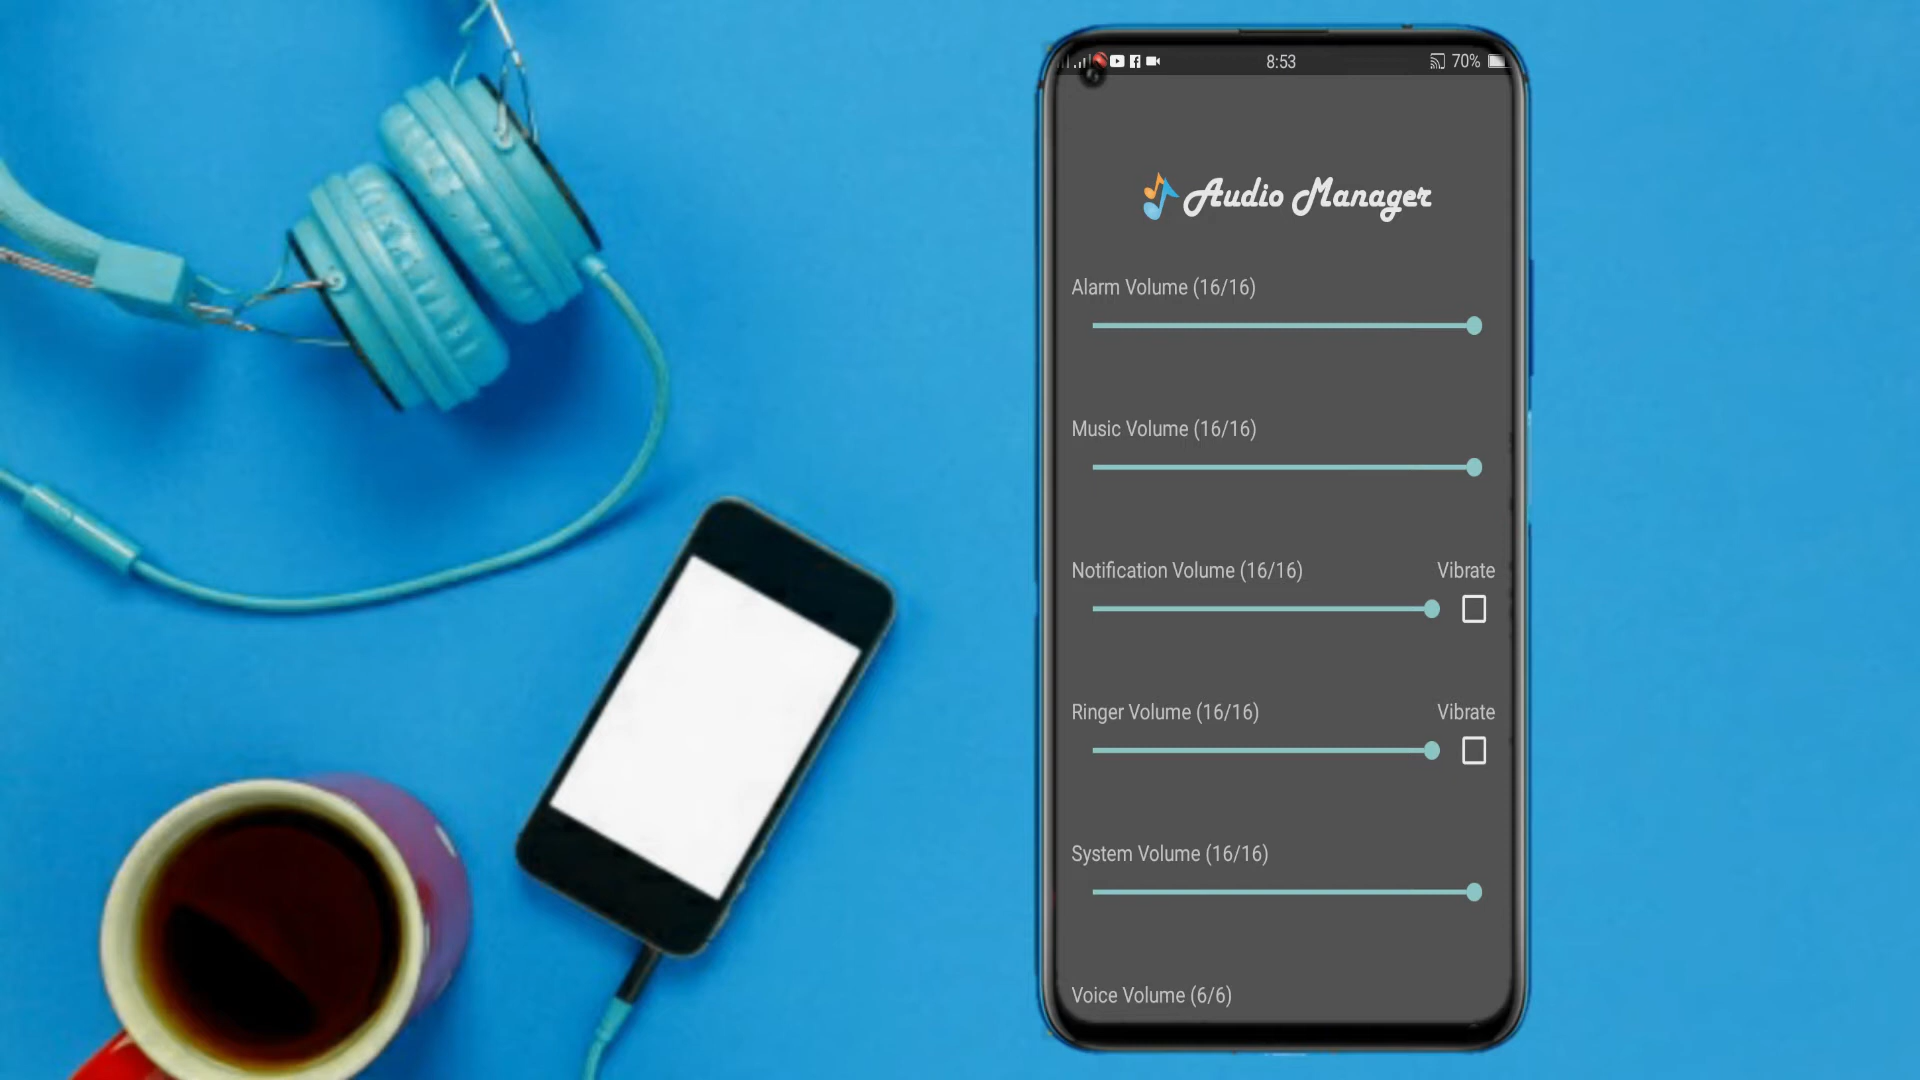 8:53
70%
Audio Manager
Alarm Volume (16/16)
Music Volume (16/16)
Notification Volume (16/16) Vibrate
Ringer Volume (16/16) Vibrate
System Volume (16/16)
Voice Volume (6/6)